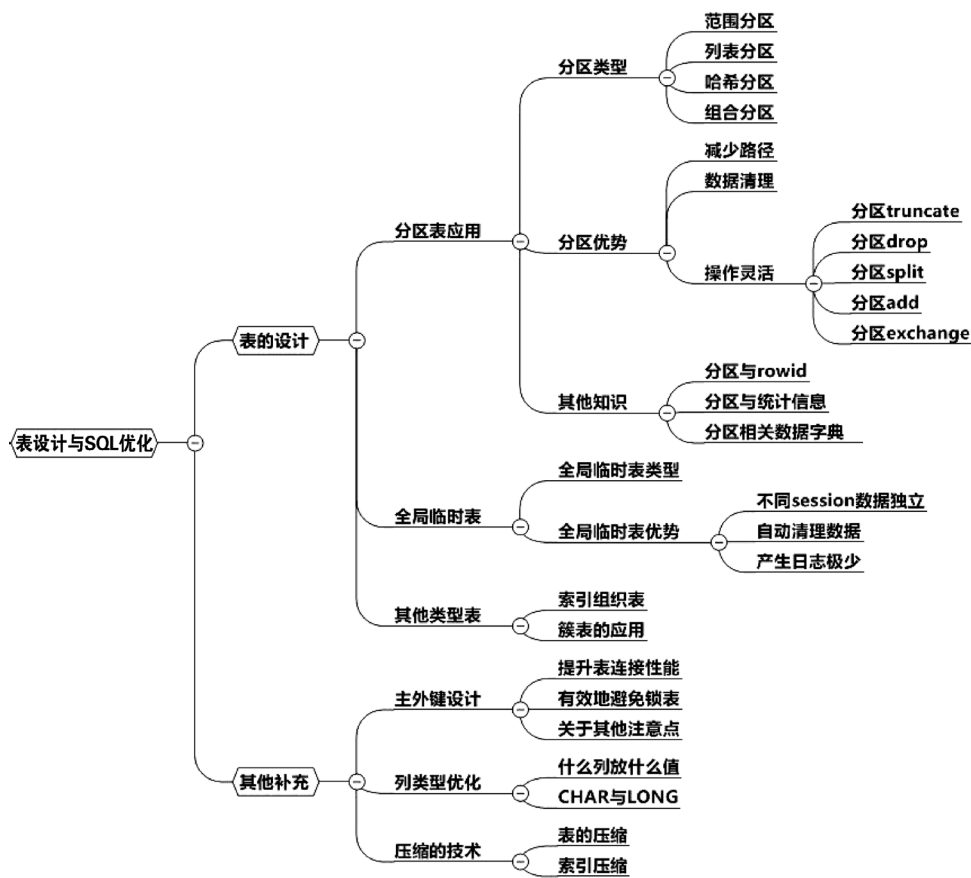 表设计与SQL优化
表的设计
分区表应用
分区类型
范围分区
列表分区
哈希分区
组合分区
分区优势
减少路径
数据清理
操作灵活
分区truncate
分区drop
分区split
分区add
分区exchange
其他知识
分区与rowid
分区与统计信息
分区相关数据字典
全局临时表
全局临时表类型
全局临时表优势
不同session数据独立
自动清理数据
产生日志极少
其他类型表
索引组织表
簇表的应用
其他补充
主外键设计
提升表连接性能
有效地避免锁表
关于其他注意点
列类型优化
什么列放什么值
CHAR与LONG
压缩的技术
表的压缩
索引压缩